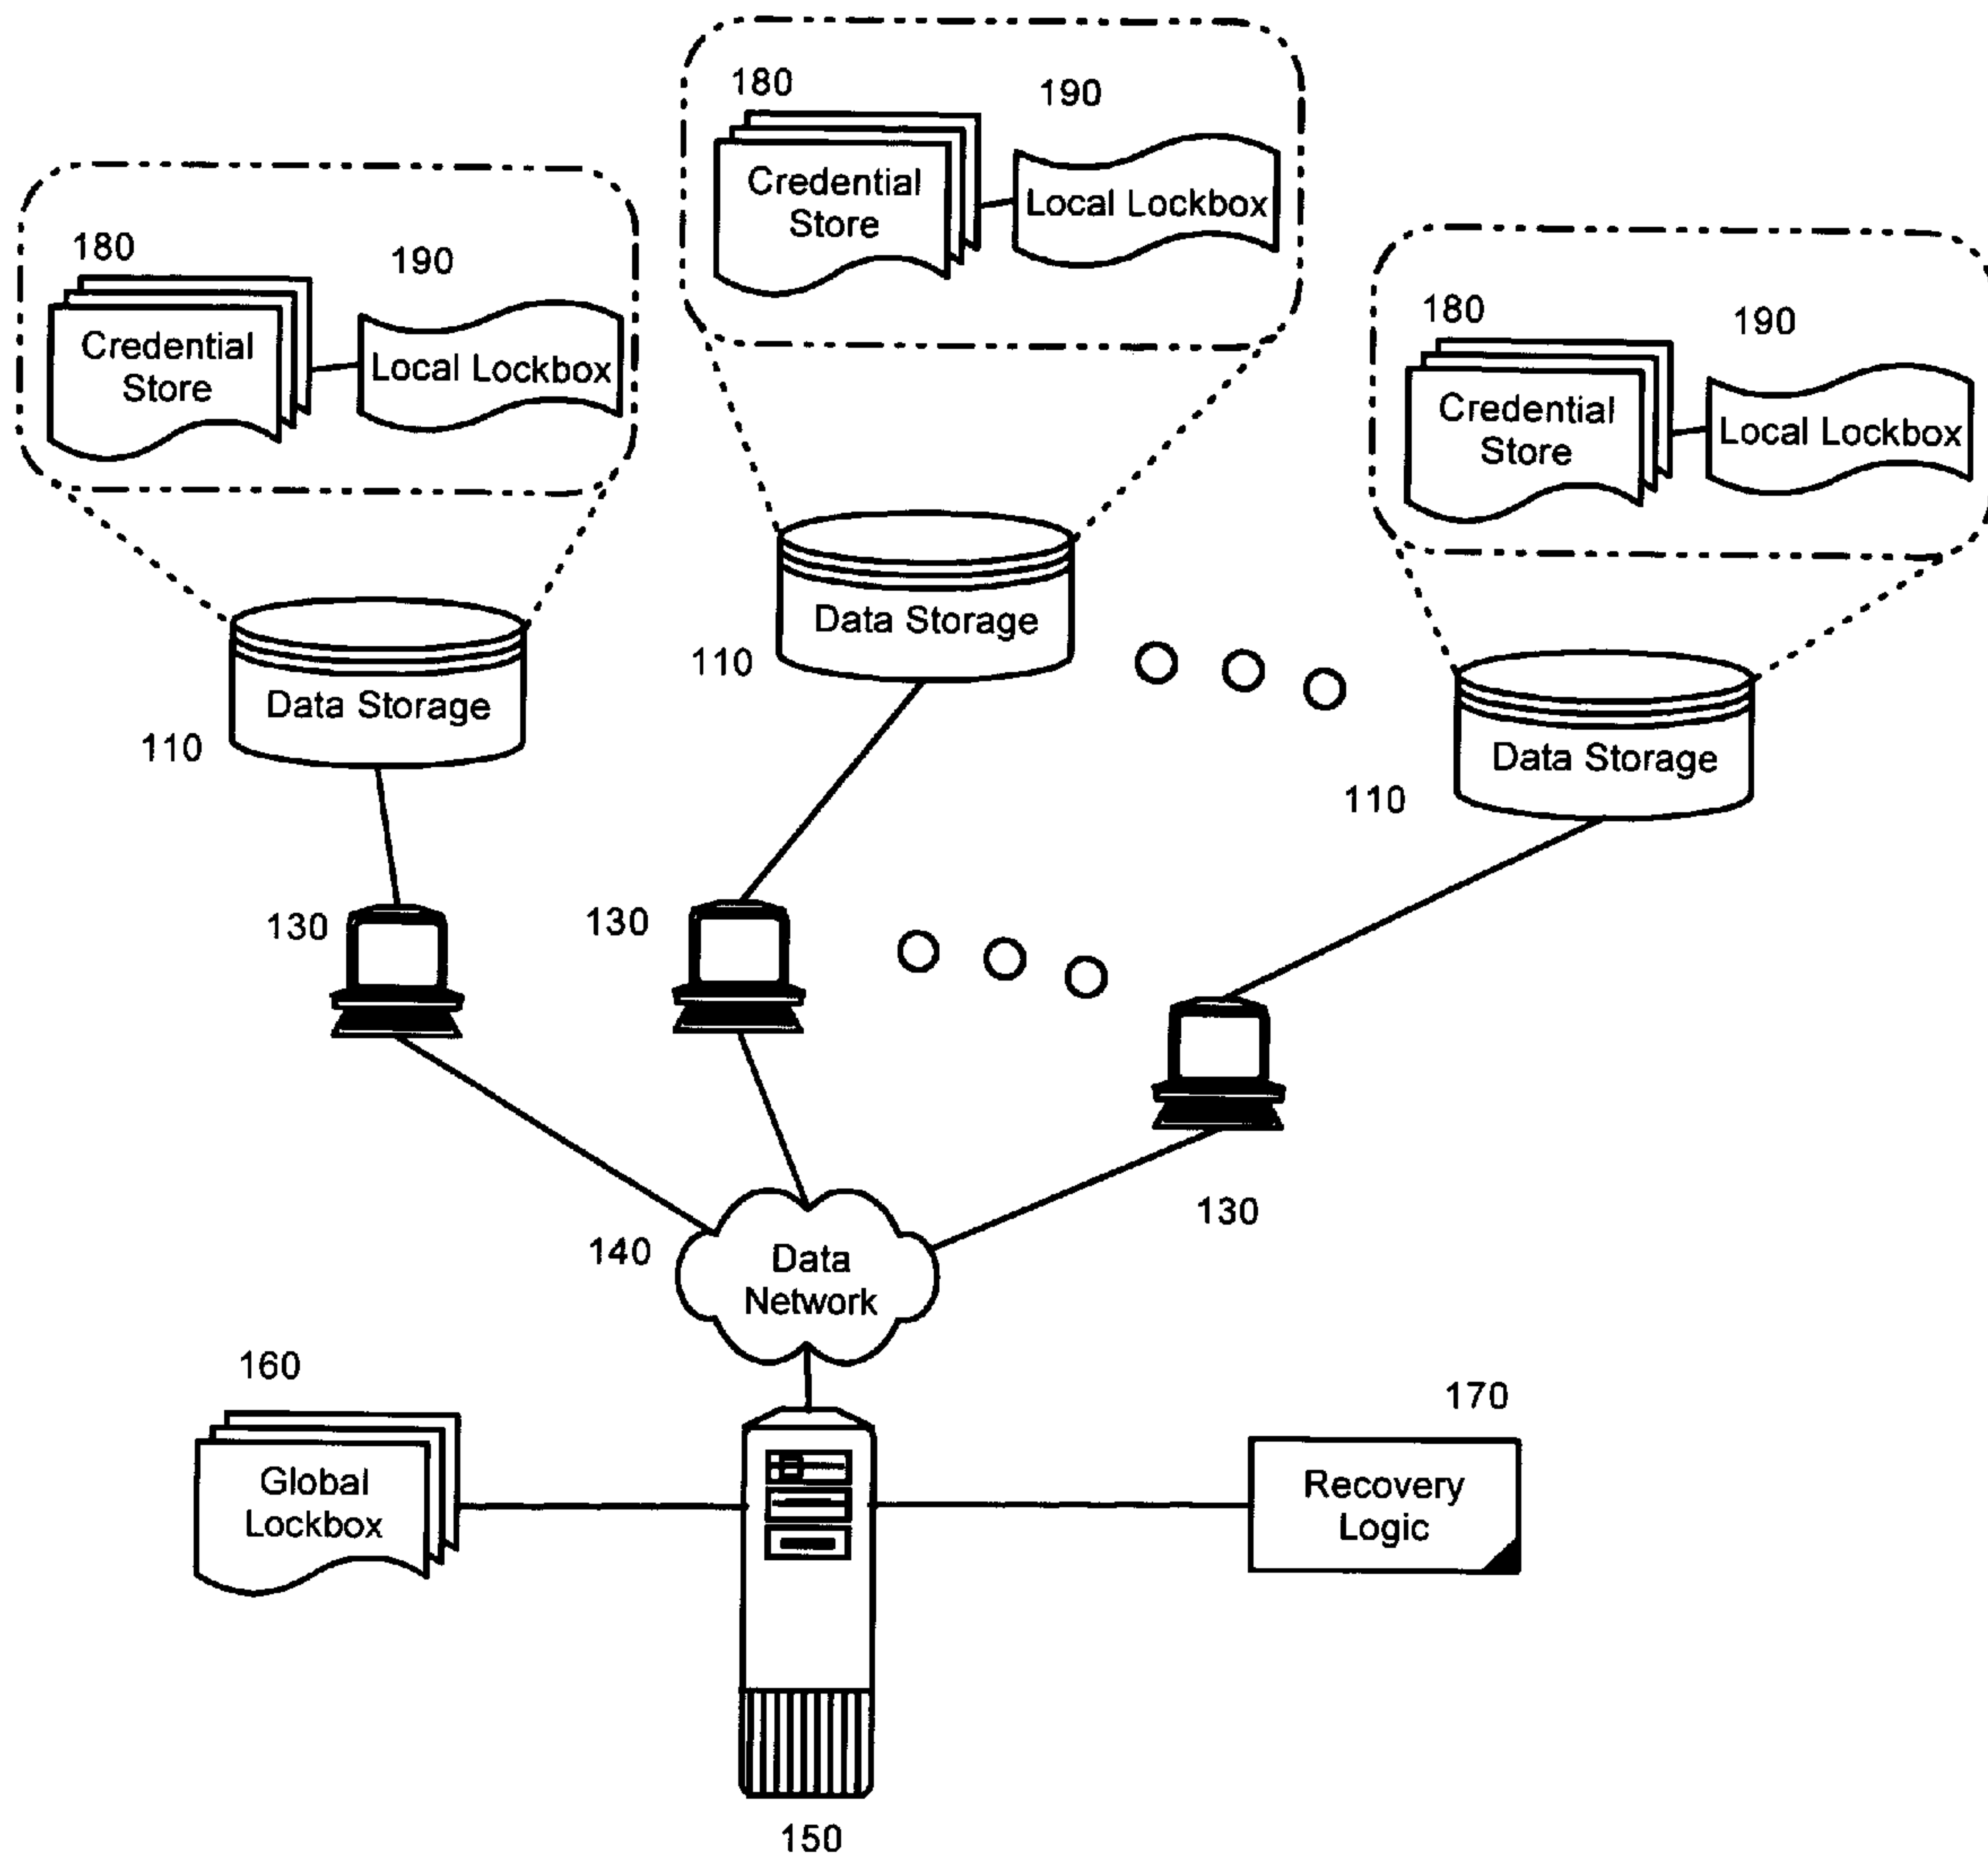 180
190
Credential
Store
Local Lockbox
180
190
Credential
Store
Local Lockbox
180
190
Credential
Store
Local Lockbox
Data Storage
110
Data Storage
110
Data Storage
110
130
130
130
140
Data
Network
160
Global
Lockbox
170
Recovery
Logic
150